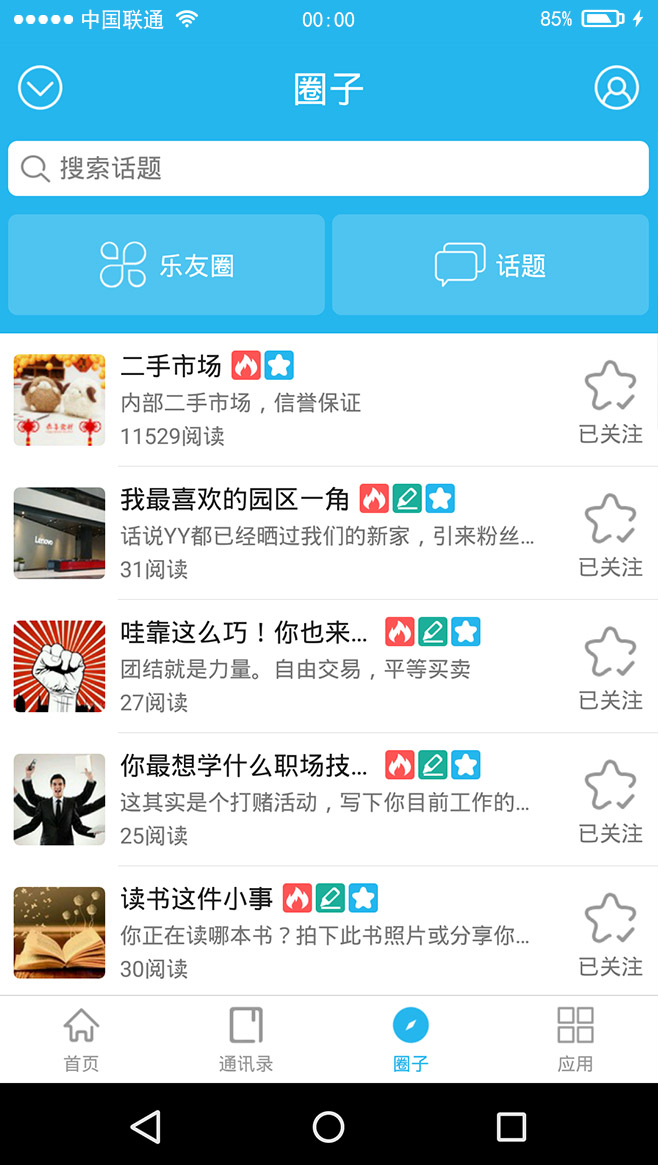 中国联通
00:00
85%
圈子
搜索话题
乐友圈
话题
二手市场
内部二手市场，信誉保证
11529阅读
已关注
恭喜发财
我最喜欢的园区一角
话说YY都已经晒过我们的新家，引来粉丝...
31阅读
已关注
Lenovo
哇靠这么巧！你也来...
团结就是力量。自由交易，平等买卖
27阅读
已关注
你最想学什么职场技...
这其实是个打赌活动，写下你目前工作的...
25阅读
已关注
读书这件小事
你正在读哪本书？拍下此书照片或分享你...
30阅读
已关注
首页
通讯录
圈子
应用